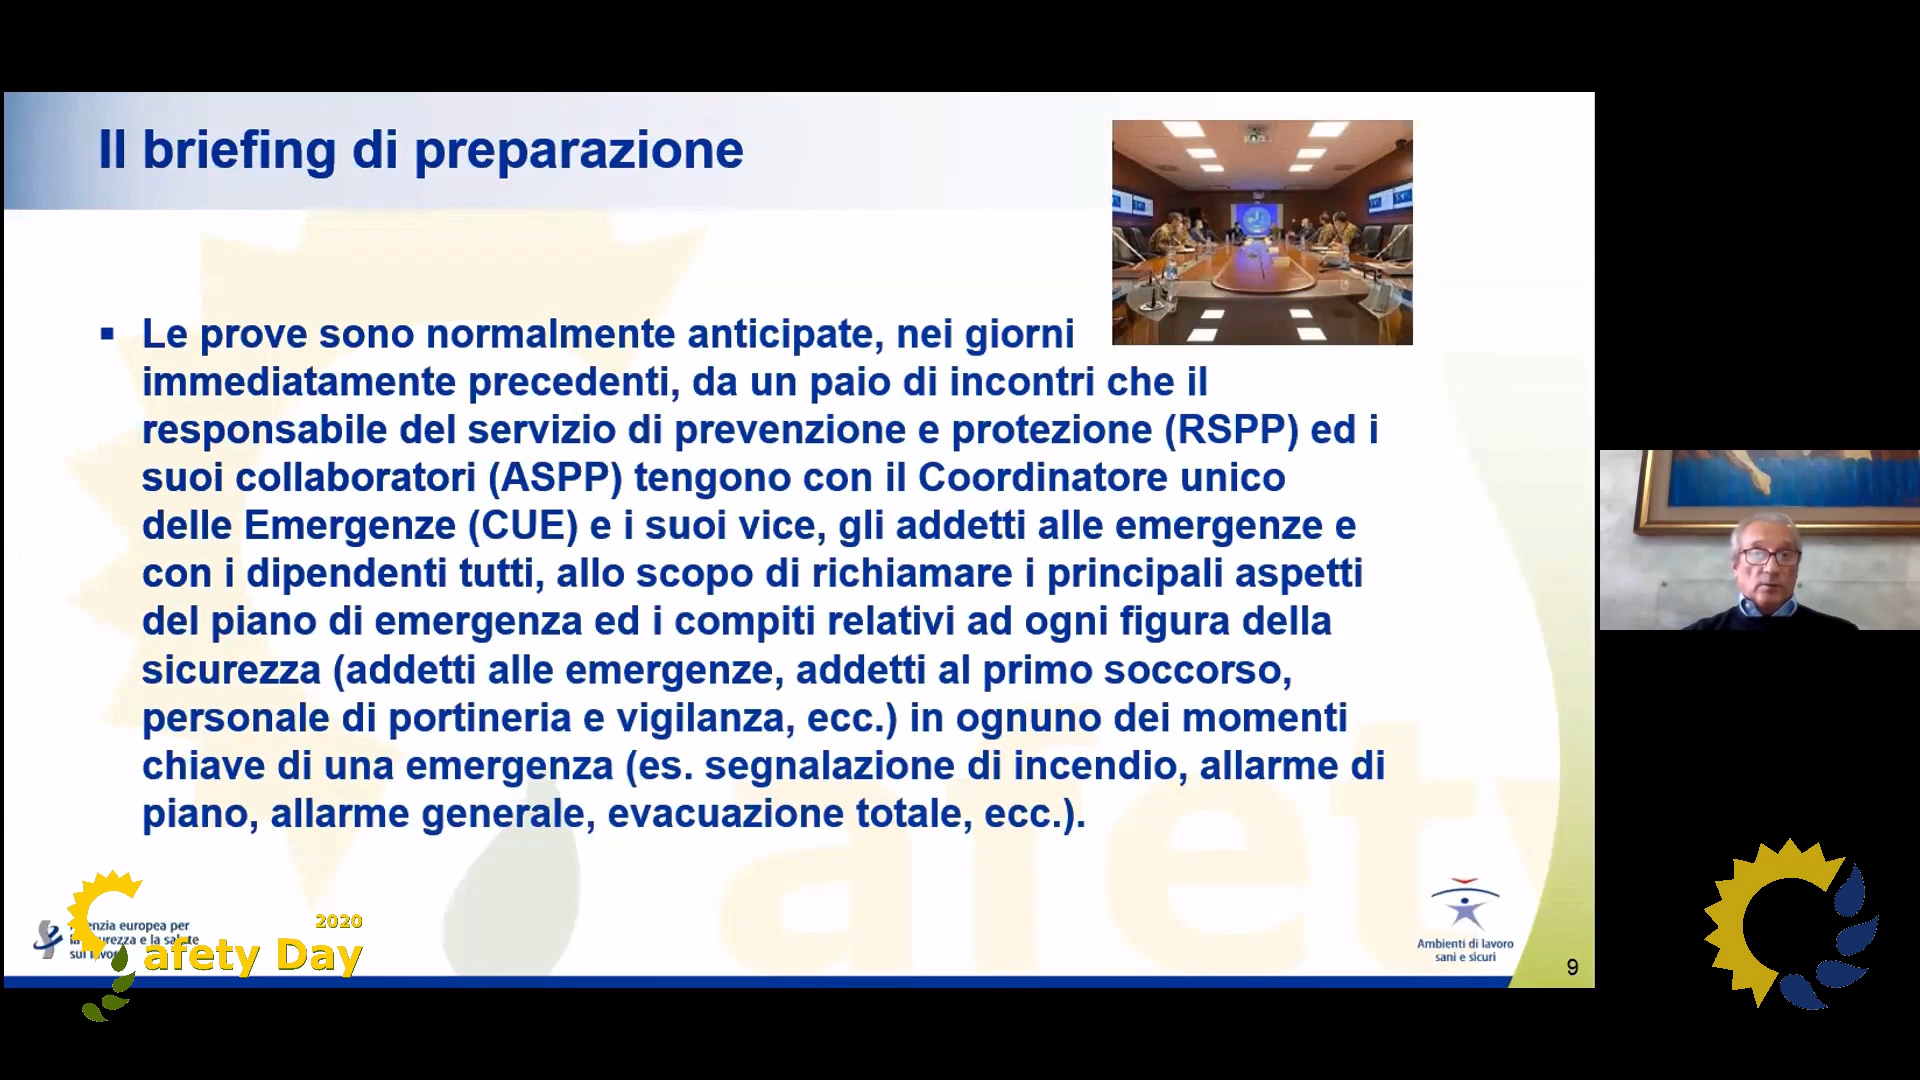 Il briefing di preparazione
▪ Le prove sono normalmente anticipate, nei giorni
immediatamente precedenti, da un paio di incontri che il
responsabile del servizio di prevenzione e protezione (RSPP) ed i
suoi collaboratori (ASPP) tengono con il Coordinatore unico
delle Emergenze (CUE) e i suoi vice, gli addetti alle emergenze e
con i dipendenti tutti, allo scopo di richiamare i principali aspetti
del piano di emergenza ed i compiti relativi ad ogni figura della
sicurezza (addetti alle emergenze, addetti al primo soccorso,
personale di portineria e vigilanza, ecc.) in ognuno dei momenti
chiave di una emergenza (es. segnalazione di incendio, allarme di
piano, allarme generale, evacuazione totale, ecc.).
europea per
e la
2020
afety Day
Ambienti di lavoro
sani e sicuri
9
afety